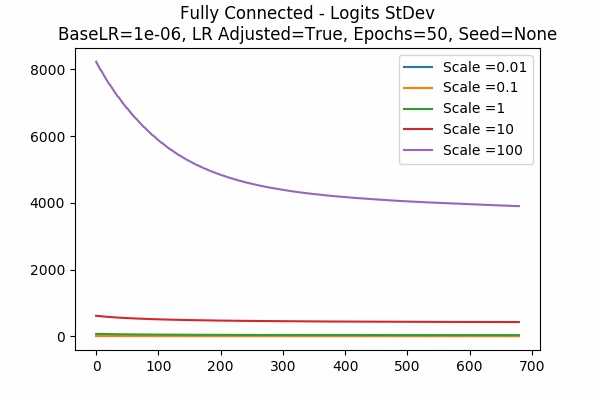 Fully Connected - Logits StDev
BaseLR=1e-06, LR Adjusted=True, Epochs=50, Seed=None
Scale =0.01
Scale =0.1
Scale =1
Scale =10
Scale =100
8000
6000
4000
2000
0
0 100 200 300 400 500 600 700